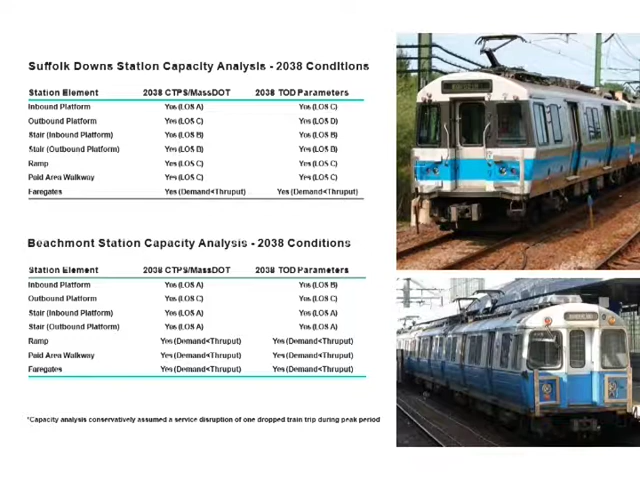 Suffolk Downs Station Capacity Analysis - 2038 Conditions
Station Element 2038 CTPS/MassDOT 2038 TOD Parameters
Inbound Platform Yes (LOS A) Yes (LOS C)
Outbound Platform Yes (LOS C) Yes (LOS D)
Stair (Inbound Platform) Yes (LOS B) Yes (LOS B)
Stair (Outbound Platform) Yes (LOS B) Yes (LOS B)
Ramp Yes (LOS C) Yes (LOS C)
Paid Area Walkway Yes (LOS C) Yes (LOS C)
Faregates Yes (Demand<Thruput) Yes (Demand<Thruput)
Beachmont Station Capacity Analysis - 2038 Conditions
Station Element 2038 CTPS/MassDOT 2038 TOD Parameters
Inbound Platform Yes (LOS A) Yes (LOS B)
Outbound Platform Yes (LOS C) Yes (LOS C)
Stair (Inbound Platform) Yes (LOS A) Yes (LOS A)
Stair (Outbound Platform) Yes (LOS A) Yes (LOS A)
Ramp Yes (Demand<Thruput) Yes (Demand<Thruput)
Paid Area Walkway Yes (Demand<Thruput) Yes (Demand<Thruput)
Faregates Yes (Demand<Thruput) Yes (Demand<Thruput)
*Capacity analysis conservatively assumed a service disruption of one dropped train trip during peak period